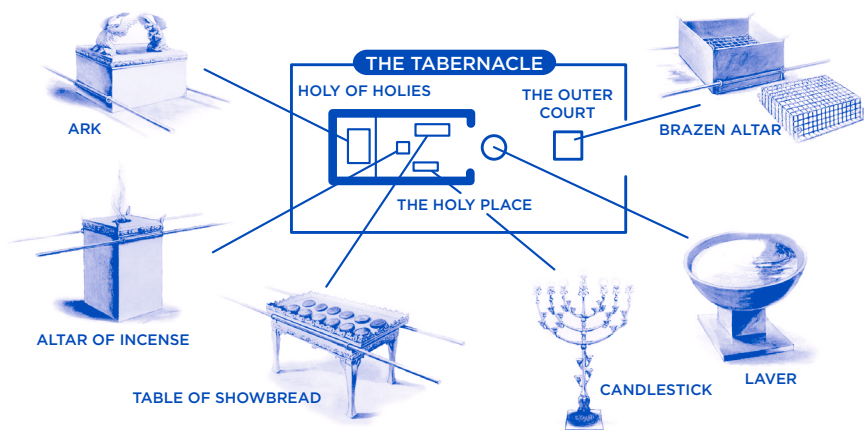 THE TABERNACLE
HOLY OF HOLIES
THE OUTER
COURT
ARK
BRAZEN ALTAR
THE HOLY PLACE
ALTAR OF INCENSE
TABLE OF SHOWBREAD
CANDLESTICK
LAVER